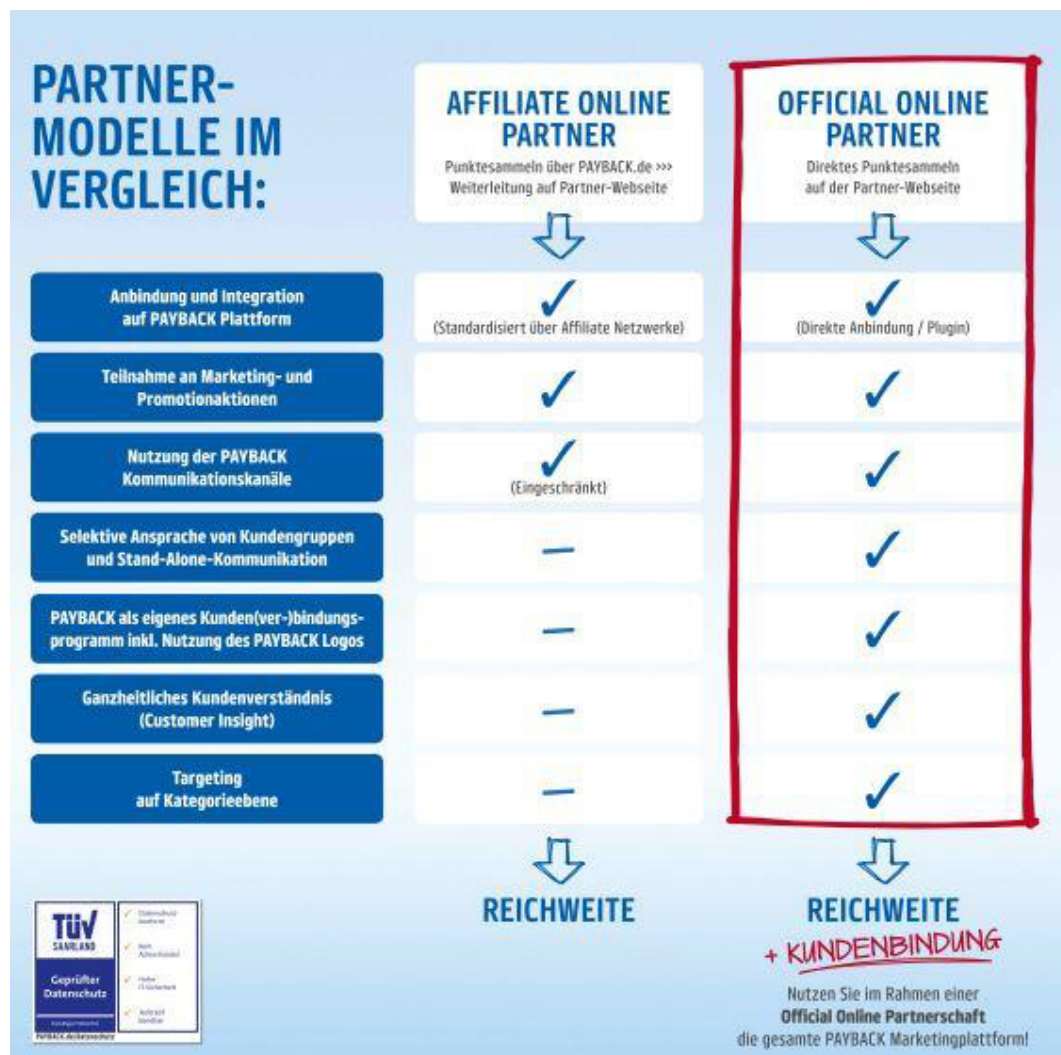 PARTNER-
MODELLE IM
VERGLEICH:
AFFILIATE ONLINE
PARTNER
Punktesammeln über PAYBACK.de >>>
Weiterleitung auf Partner-Webseite
OFFICIAL ONLINE
PARTNER
Direktes Punktesammeln
auf der Partner-Webseite
Anbindung und Integration
auf PAYBACK Plattform
(Standardisiert über Affiliate Netzwerke)
(Direkte Anbindung / Plugin)
Teilnahme an Marketing- und
Promotionaktionen
Nutzung der PAYBACK
Kommunikationskanäle
(Eingeschränkt)
Selektive Ansprache von Kundengruppen
und Stand-Alone-Kommunikation
PAYBACK als eigenes Kunden(ver-)bindungs-
programm inkl. Nutzung des PAYBACK Logos
Ganzheitliches Kundenverständnis
(Customer Insight)
Targeting
auf Kategorieebene
REICHWEITE
REICHWEITE
+ KUNDENBINDUNG
Nutzen Sie im Rahmen einer
Official Online Partnerschaft
die gesamte PAYBACK Marketingplattform!
TÜV
SAARLAND
Geprüfter
Datenschutz
PAYBACK.de/datenschutz